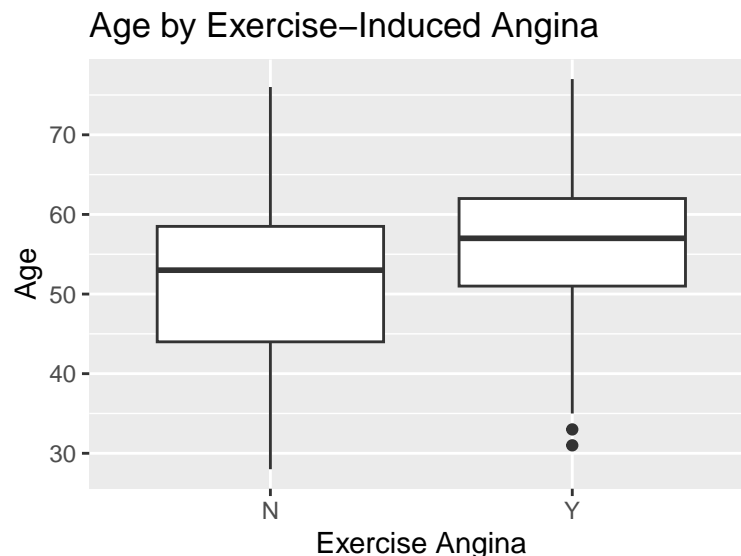 Age by Exercise−Induced Angina
70
60
50
40
30
Age
N Y
Exercise Angina